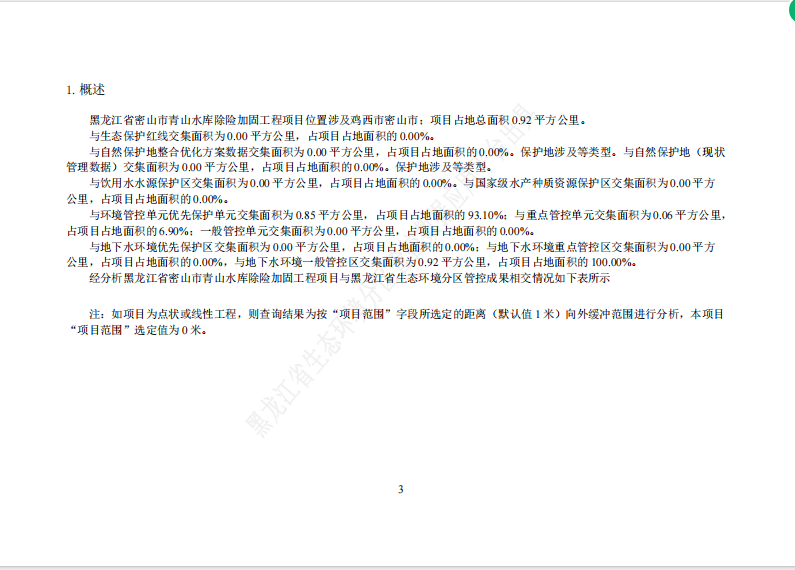 1. 概述
黑龙江省密山市青山水库除险加固工程项目位置涉及鸡西市密山市；项目占地总面积 0.92 平方公里。
与生态保护红线交集面积为 0.00 平方公里，占项目占地面积的 0.00%。
与自然保护地整合优化方案数据交集面积为 0.00 平方公里，占项目占地面积的 0.00%。保护地涉及等类型。与自然保护地（现状
管理数据）交集面积为 0.00 平方公里，占项目占地面积的 0.00%。保护地涉及等类型。
与饮用水水源保护区交集面积为 0.00 平方公里，占项目占地面积的 0.00%。与国家级水产种质资源保护区交集面积为 0.00 平方
公里，占项目占地面积的 0.00%。
与环境管控单元优先保护单元交集面积为 0.85 平方公里，占项目占地面积的 93.10%；与重点管控单元交集面积为 0.06 平方公里，
占项目占地面积的 6.90%；一般管控单元交集面积为 0.00 平方公里，占项目占地面积的 0.00%。
与地下水环境优先保护区交集面积为 0.00 平方公里，占项目占地面积的 0.00%；与地下水环境重点管控区交集面积为 0.00 平方
公里，占项目占地面积的 0.00%，与地下水环境一般管控区交集面积为 0.92 平方公里，占项目占地面积的 100.00%。
经分析黑龙江省密山市青山水库除险加固工程项目与黑龙江省生态环境分区管控成果相交情况如下表所示
注：如项目为点状或线性工程，则查询结果为按“项目范围”字段所选定的距离（默认值 1 米）向外缓冲范围进行分析，本项目
“项目范围”选定值为 0 米。
黑龙江省生态环境分
3